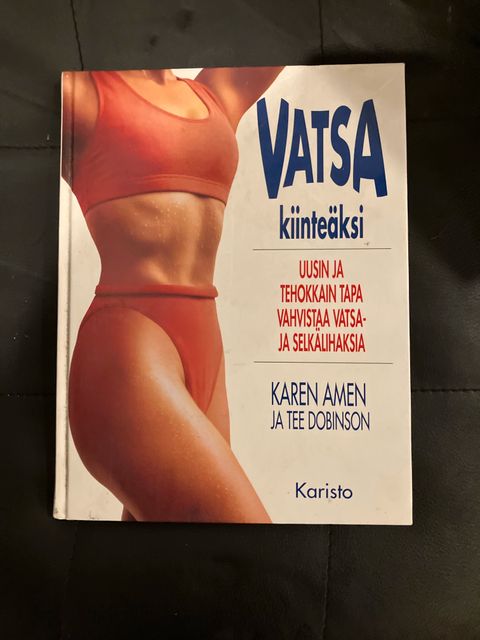 VATSA
kiinteäksi
UUSIN JA
TEHOKKAIN TAPA
VAHVISTAA VATSA-
JA SELKÄLIHAKSIA
KAREN AMEN
JA TEE DOBINSON
Karisto